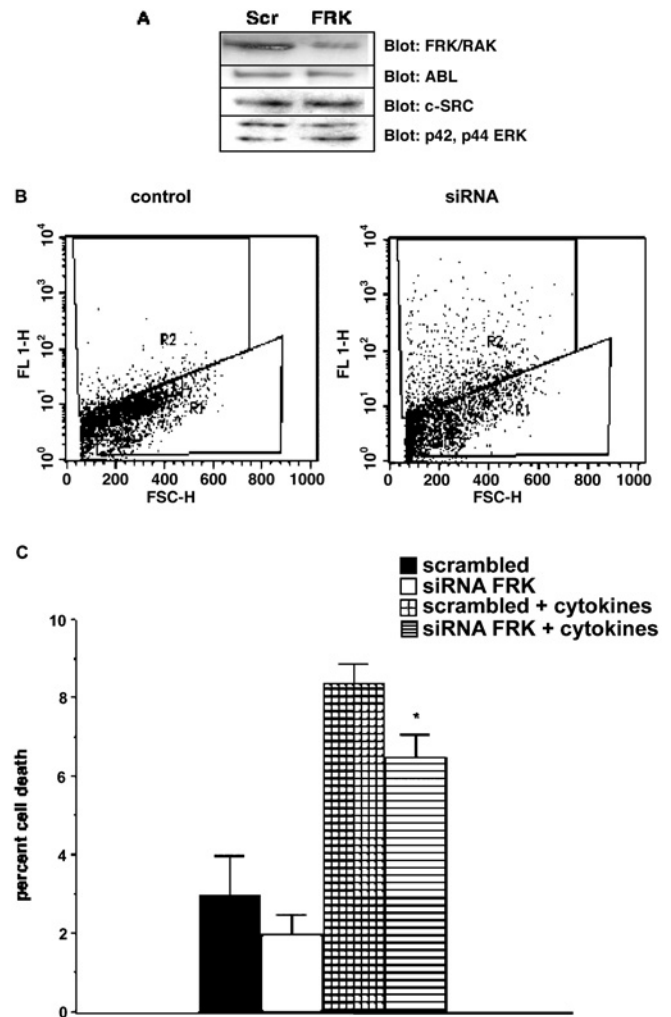 A
Scr FRK
Blot: FRK/RAK
Blot: ABL
Blot: c-SRC
Blot: p42, p44 ERK
B
control
siRNA
FL 1-H
10^4
10^3
10^2
10^1
10^0
R2
R1
0 200 400 600 800 1000
FSC-H
FL 1-H
10^4
10^3
10^2
10^1
10^0
R2
R1
0 200 400 600 800 1000
FSC-H
C
scrambled
siRNA FRK
scrambled + cytokines
siRNA FRK + cytokines
percent cell death
10
8
6
4
2
0
*